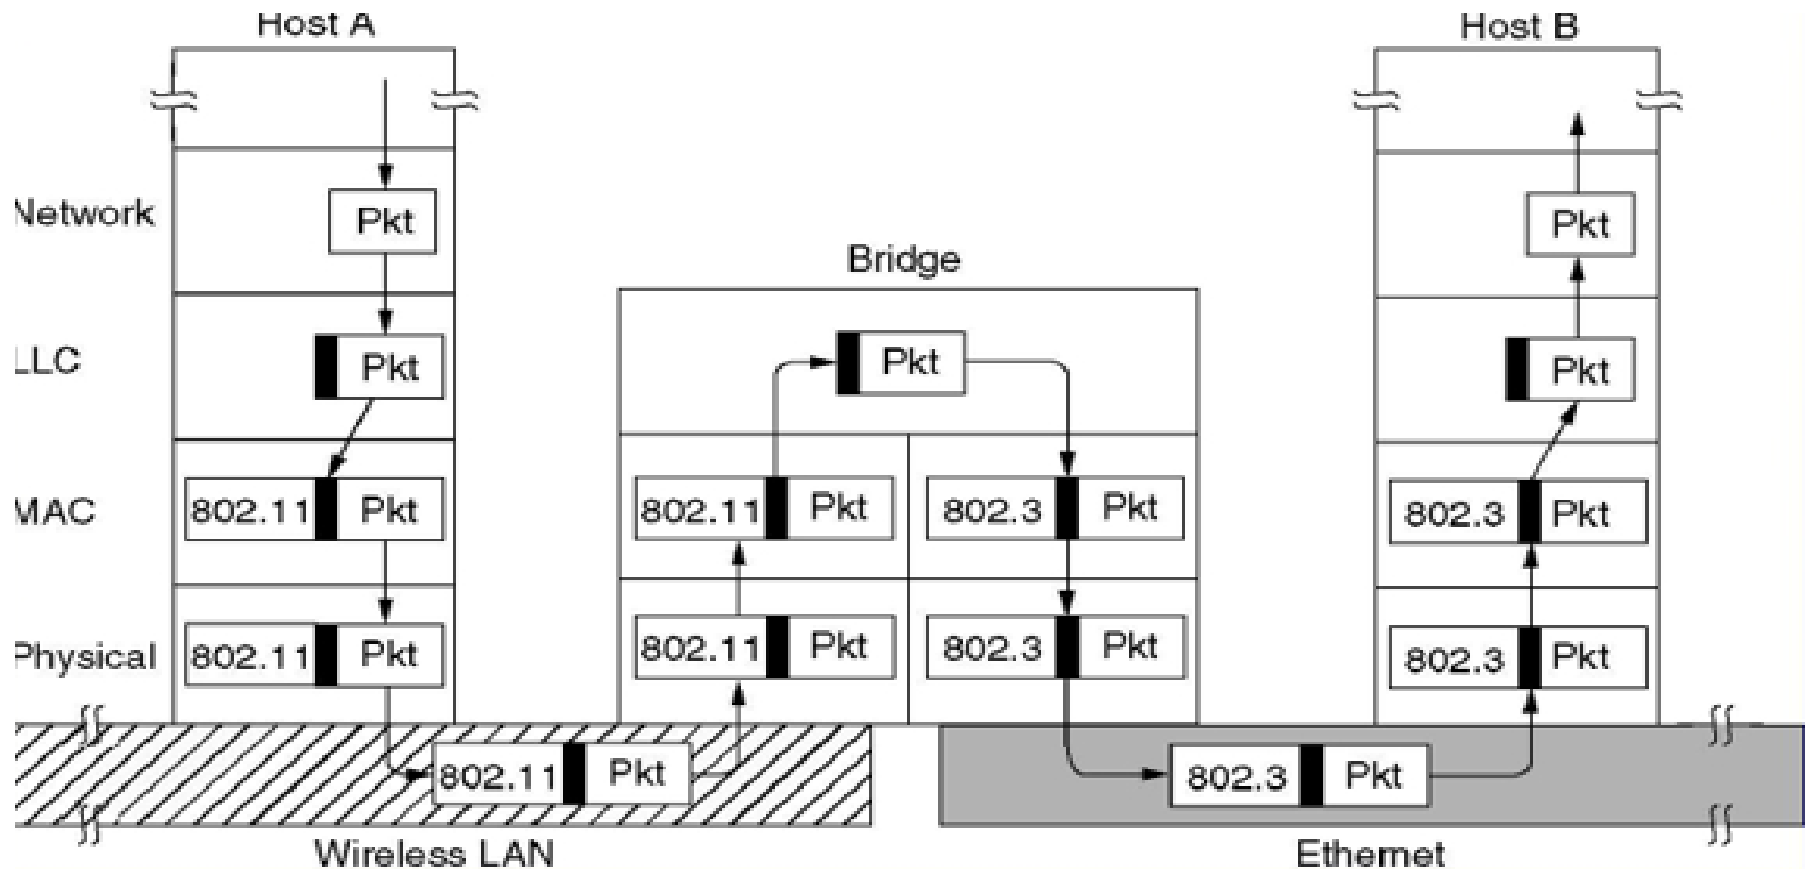 Host A
Host B
Network
Pkt
Pkt
Bridge
LLC
Pkt
Pkt
Pkt
MAC
802.11 Pkt
802.11 Pkt
802.3 Pkt
802.3 Pkt
Physical
802.11 Pkt
802.11 Pkt
802.3 Pkt
802.3 Pkt
802.11 Pkt
802.3 Pkt
Wireless LAN
Ethernet